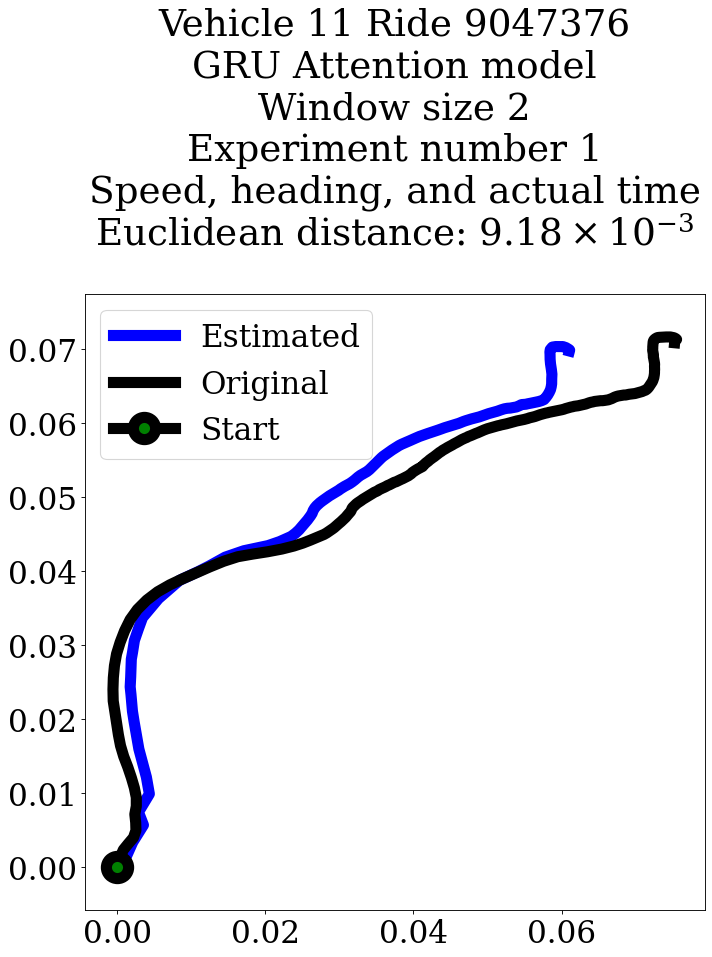 Vehicle 11 Ride 9047376
GRU Attention model
Window size 2
Experiment number 1
Speed, heading, and actual time
Euclidean distance: 9.18 × 10⁻³
Estimated
Original
Start
0.07
0.06
0.05
0.04
0.03
0.02
0.01
0.00
0.00 0.02 0.04 0.06